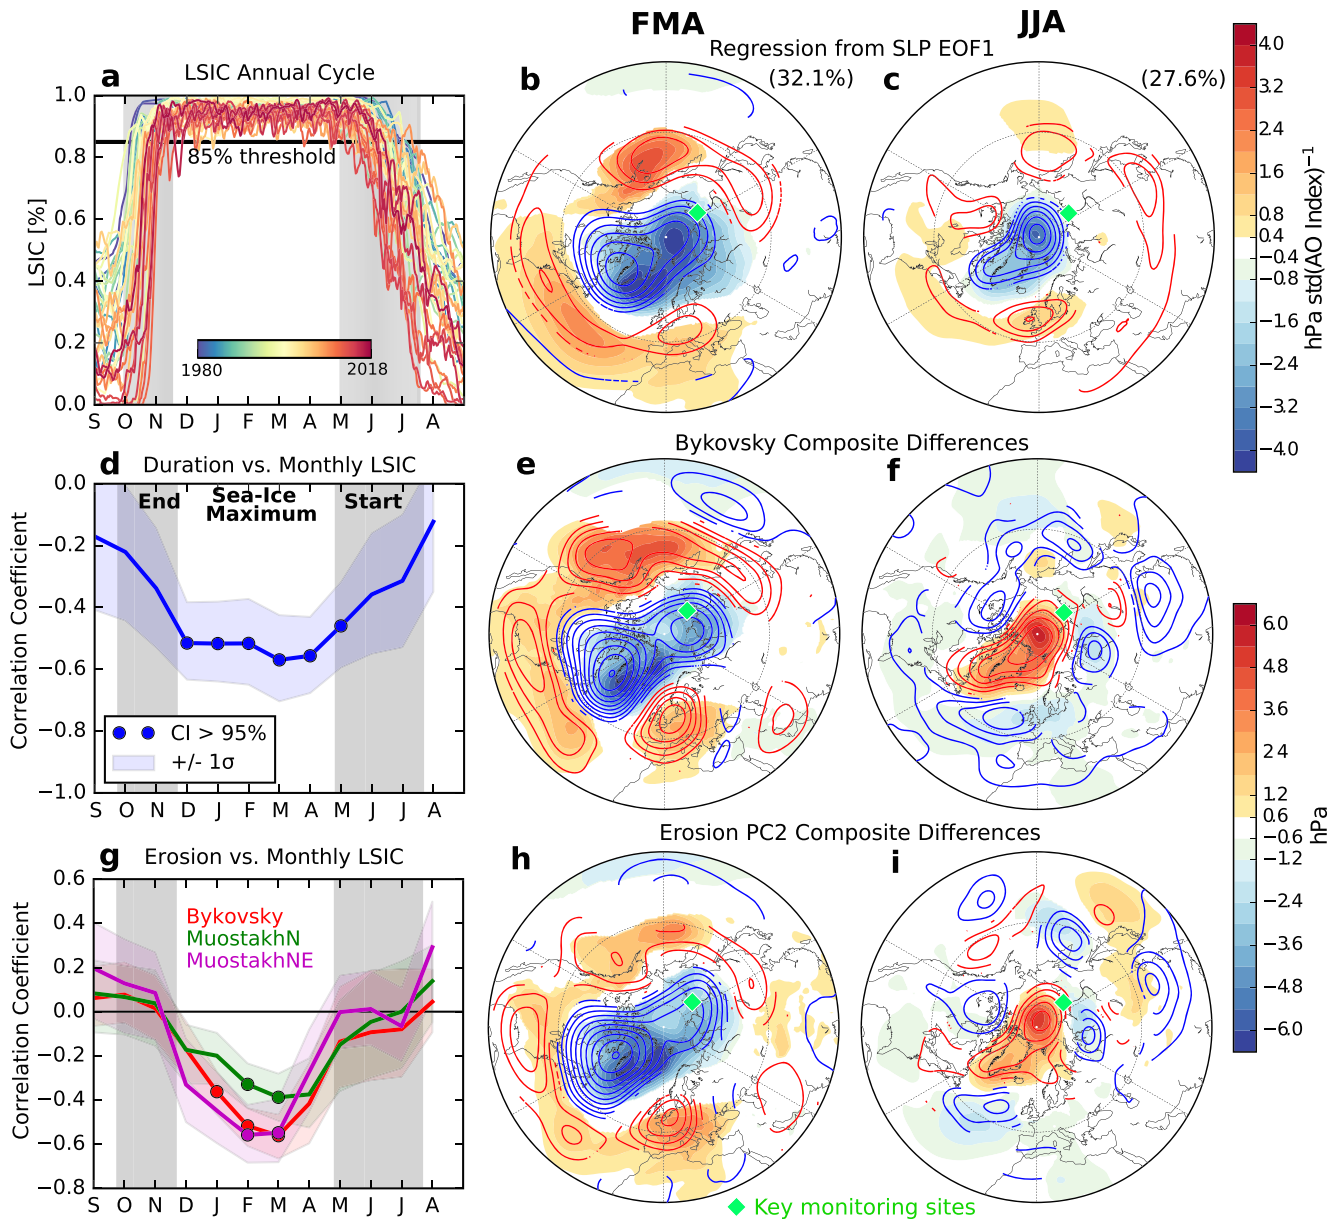 FMA
JJA
Regression from SLP EOF1
a
LSIC Annual Cycle
b
(32.1%)
c
(27.6%)
1.0
0.8
0.6
0.4
0.2
0.0
LSIC [%]
85% threshold
1980
2018
S O N D J F M A M J J A
4.0
3.2
2.4
1.6
0.8
0.4
−0.4
−0.8
−1.6
−2.4
−3.2
−4.0
hPa std(AO Index)⁻¹
Bykovsky Composite Differences
d
Duration vs. Monthly LSIC
e
f
0.0
−0.2
−0.4
−0.6
−0.8
−1.0
Correlation Coefficient
End
Sea-Ice
Maximum
Start
CI > 95%
+/- 1σ
S O N D J F M A M J J A
Erosion PC2 Composite Differences
g
Erosion vs. Monthly LSIC
h
i
0.6
0.4
0.2
0.0
−0.2
−0.4
−0.6
−0.8
Correlation Coefficient
Bykovsky
MuostakhN
MuostakhNE
S O N D J F M A M J J A
6.0
4.8
3.6
2.4
1.2
0.6
−0.6
−1.2
−2.4
−3.6
−4.8
−6.0
hPa
Key monitoring sites